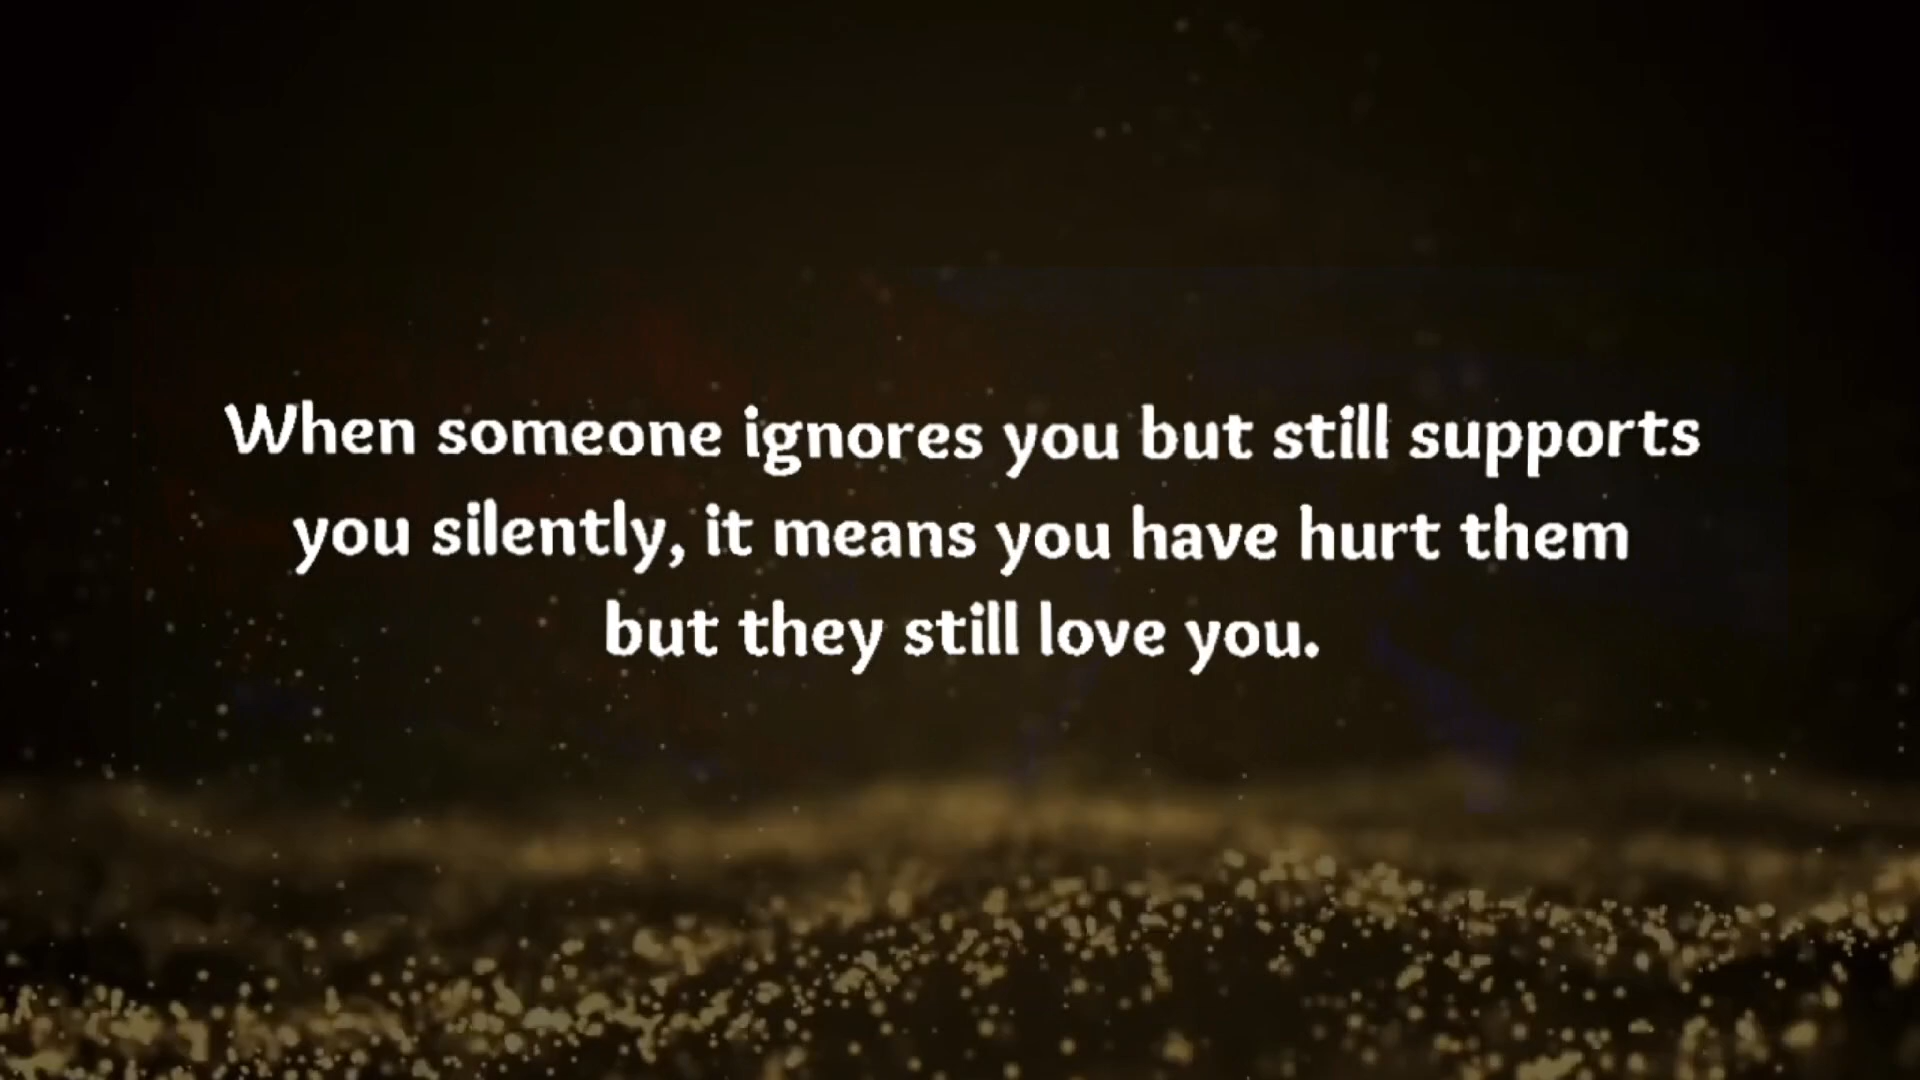 When someone ignores you but still supports
you silently, it means you have hurt them
but they still love you.